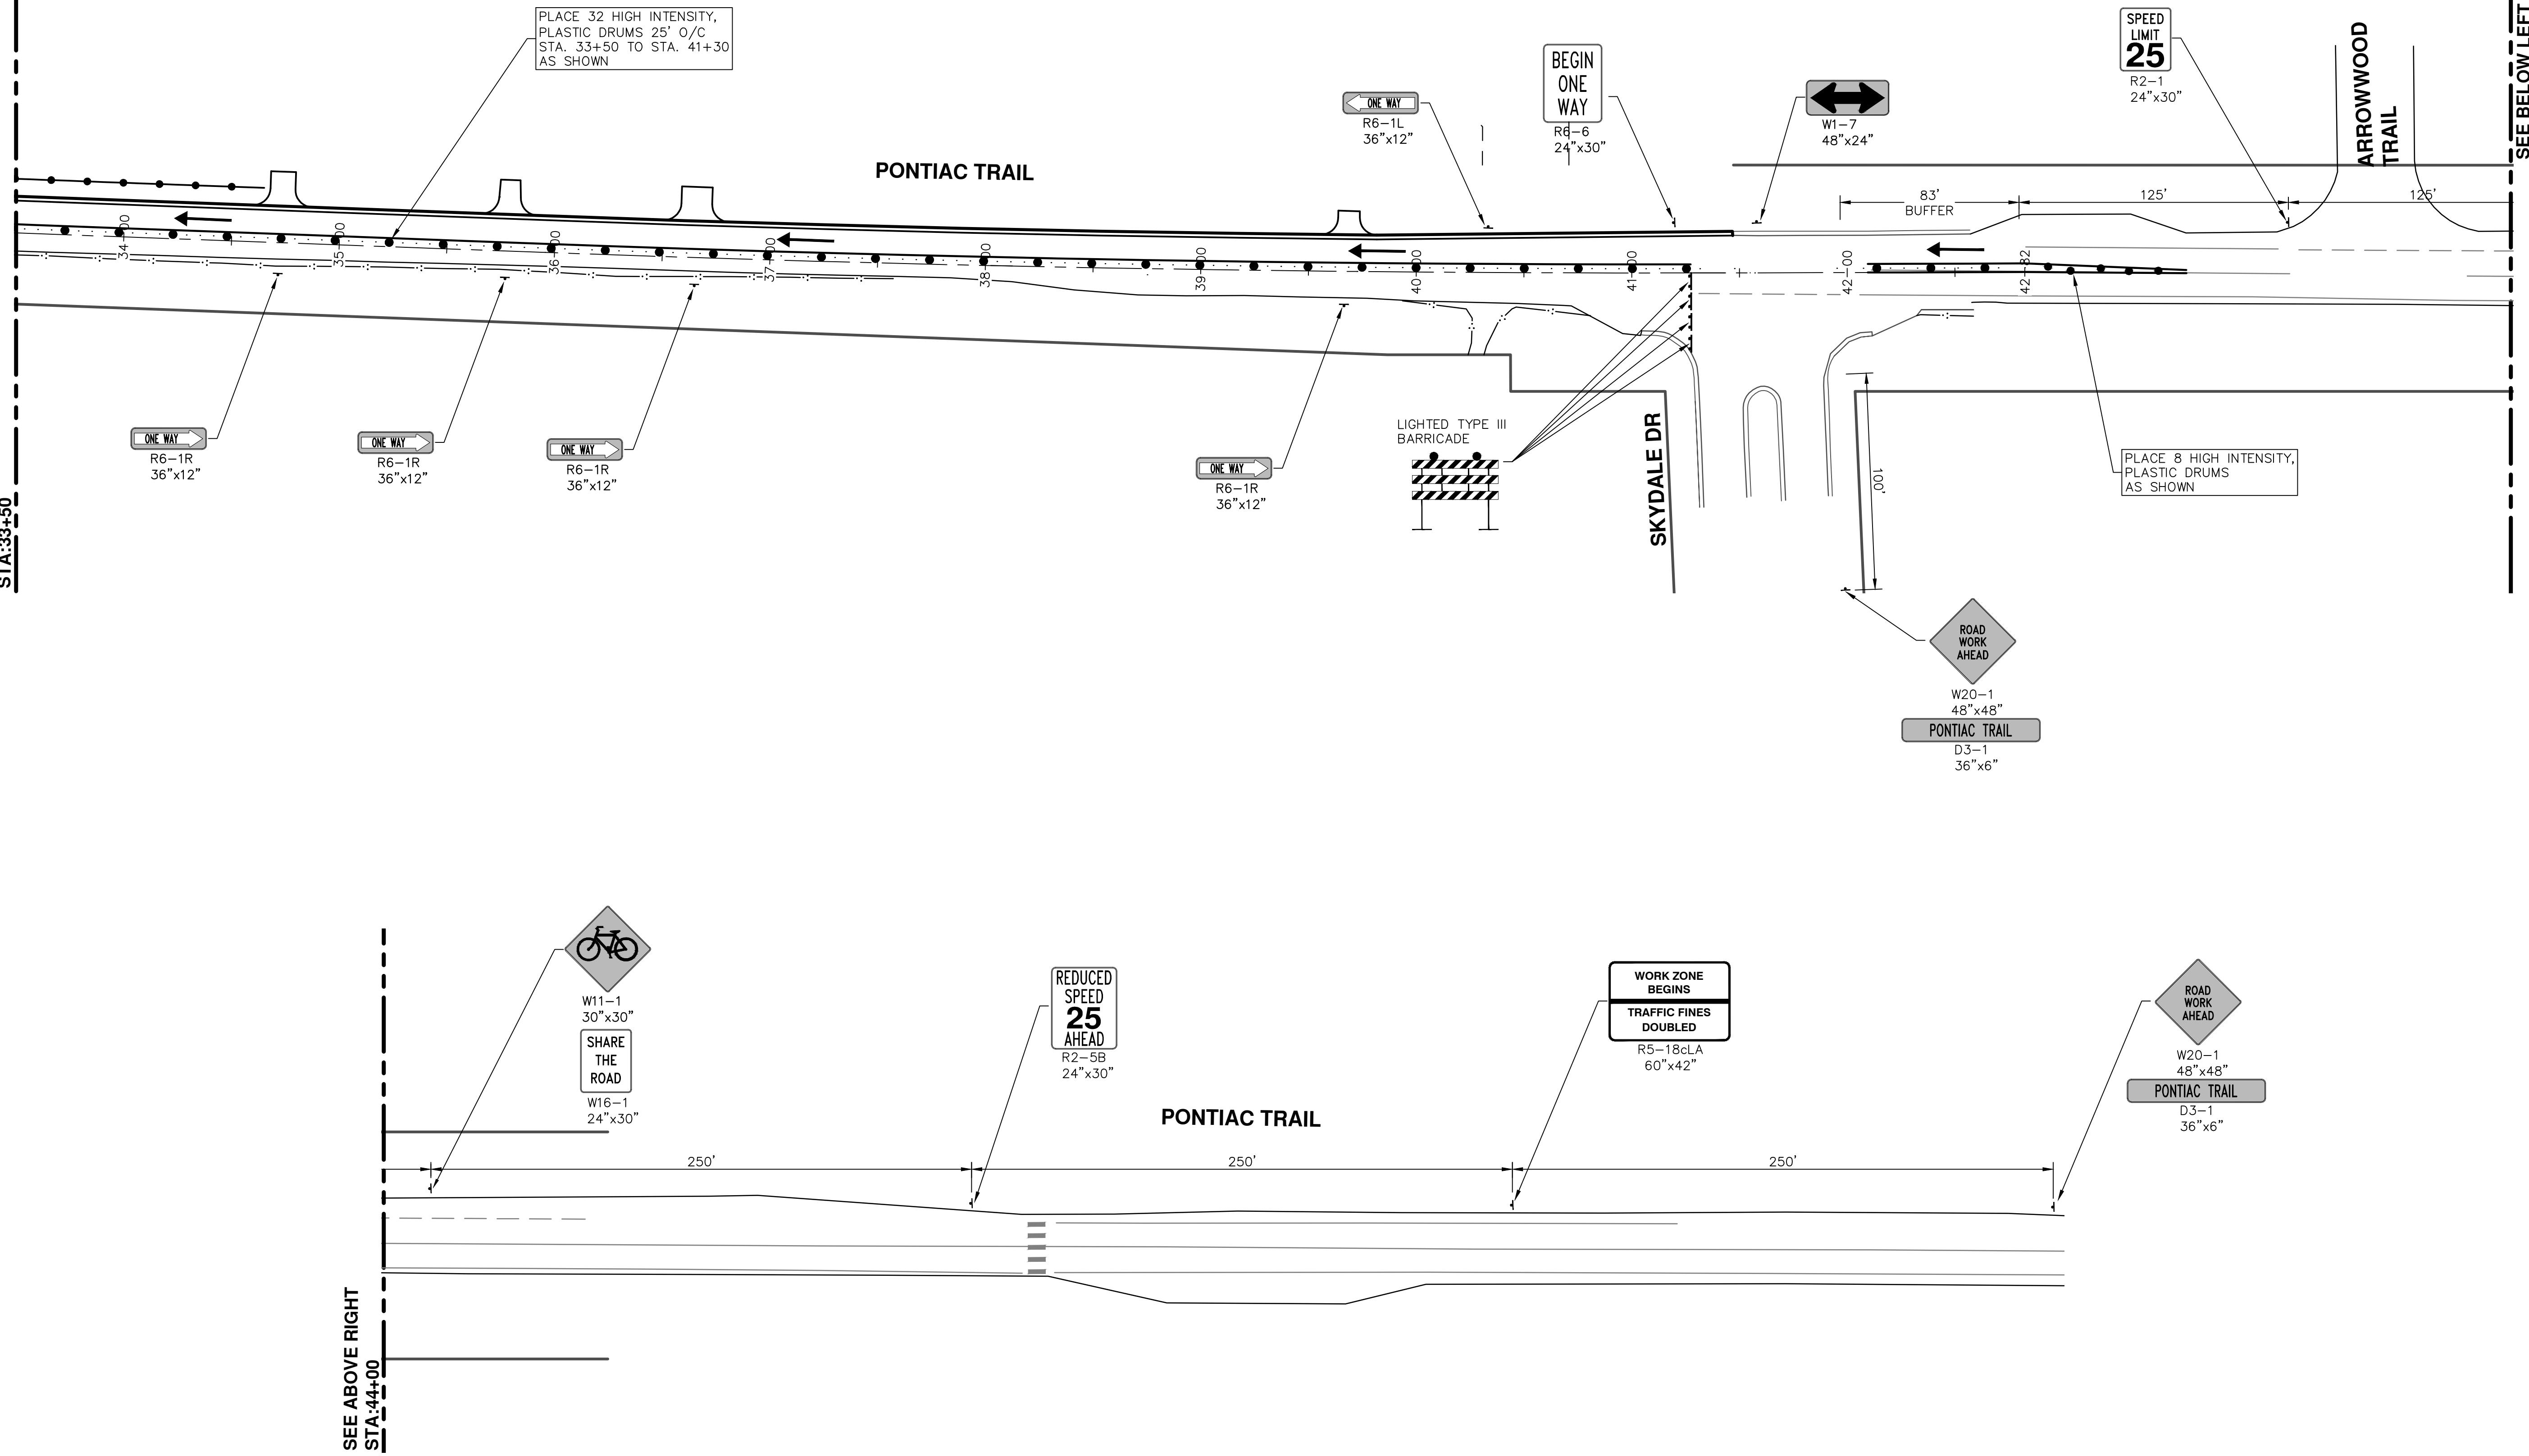 PLACE 32 HIGH INTENSITY,
PLASTIC DRUMS 25' O/C
STA. 33+50 TO STA. 41+30
AS SHOWN
PONTIAC TRAIL
ONE WAY
R6-1L
36"x12"
BEGIN
ONE
WAY
R6-6
24"x30"
W1-7
48"x24"
SPEED
LIMIT
25
R2-1
24"x30"
ARROWWOOD
TRAIL
SEE BELOW LEFT
83'
BUFFER
125'
125'
34+00
35+00
36+00
37+00
38+00
39+00
40+00
41+00
42+00
42+82
STA:33+50
ONE WAY
R6-1R
36"x12"
ONE WAY
R6-1R
36"x12"
ONE WAY
R6-1R
36"x12"
ONE WAY
R6-1R
36"x12"
LIGHTED TYPE III
BARRICADE
SKYDALE DR
100'
PLACE 8 HIGH INTENSITY,
PLASTIC DRUMS
AS SHOWN
ROAD
WORK
AHEAD
W20-1
48"x48"
PONTIAC TRAIL
D3-1
36"x6"
W11-1
30"x30"
SHARE
THE
ROAD
W16-1
24"x30"
REDUCED
SPEED
25
AHEAD
R2-5B
24"x30"
WORK ZONE
BEGINS
TRAFFIC FINES
DOUBLED
R5-18cLA
60"x42"
ROAD
WORK
AHEAD
W20-1
48"x48"
PONTIAC TRAIL
D3-1
36"x6"
PONTIAC TRAIL
250'
250'
250'
SEE ABOVE RIGHT
STA:44+00